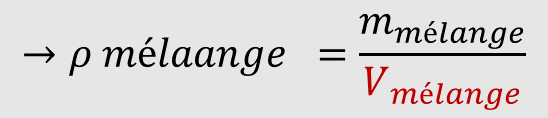 → ρ mélaange = m_mélange / V_mélange